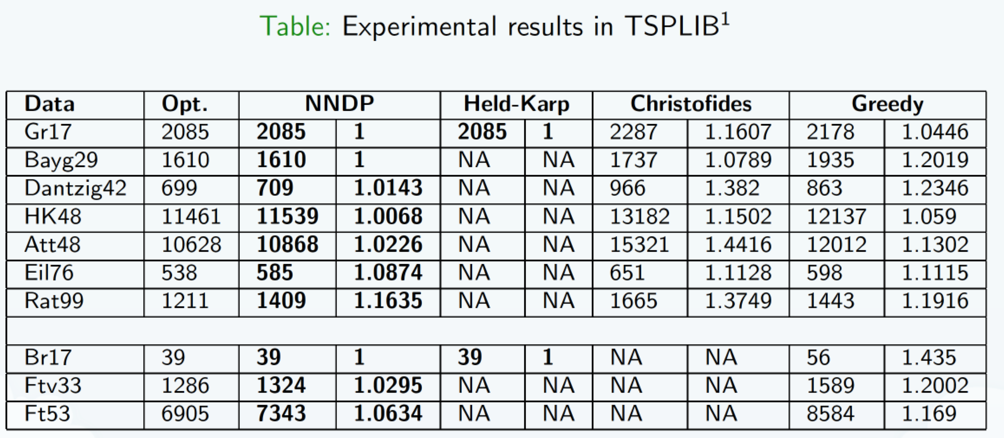 Table: Experimental results in TSPLIB¹
Data Opt. NNDP Held-Karp Christofides Greedy
Gr17 2085 2085 1 2085 1 2287 1.1607 2178 1.0446
Bayg29 1610 1610 1 NA NA 1737 1.0789 1935 1.2019
Dantzig42 699 709 1.0143 NA NA 966 1.382 863 1.2346
HK48 11461 11539 1.0068 NA NA 13182 1.1502 12137 1.059
Att48 10628 10868 1.0226 NA NA 15321 1.4416 12012 1.1302
Eil76 538 585 1.0874 NA NA 651 1.1128 598 1.1115
Rat99 1211 1409 1.1635 NA NA 1665 1.3749 1443 1.1916
Br17 39 39 1 39 1 NA NA 56 1.435
Ftv33 1286 1324 1.0295 NA NA NA NA 1589 1.2002
Ft53 6905 7343 1.0634 NA NA NA NA 8584 1.169